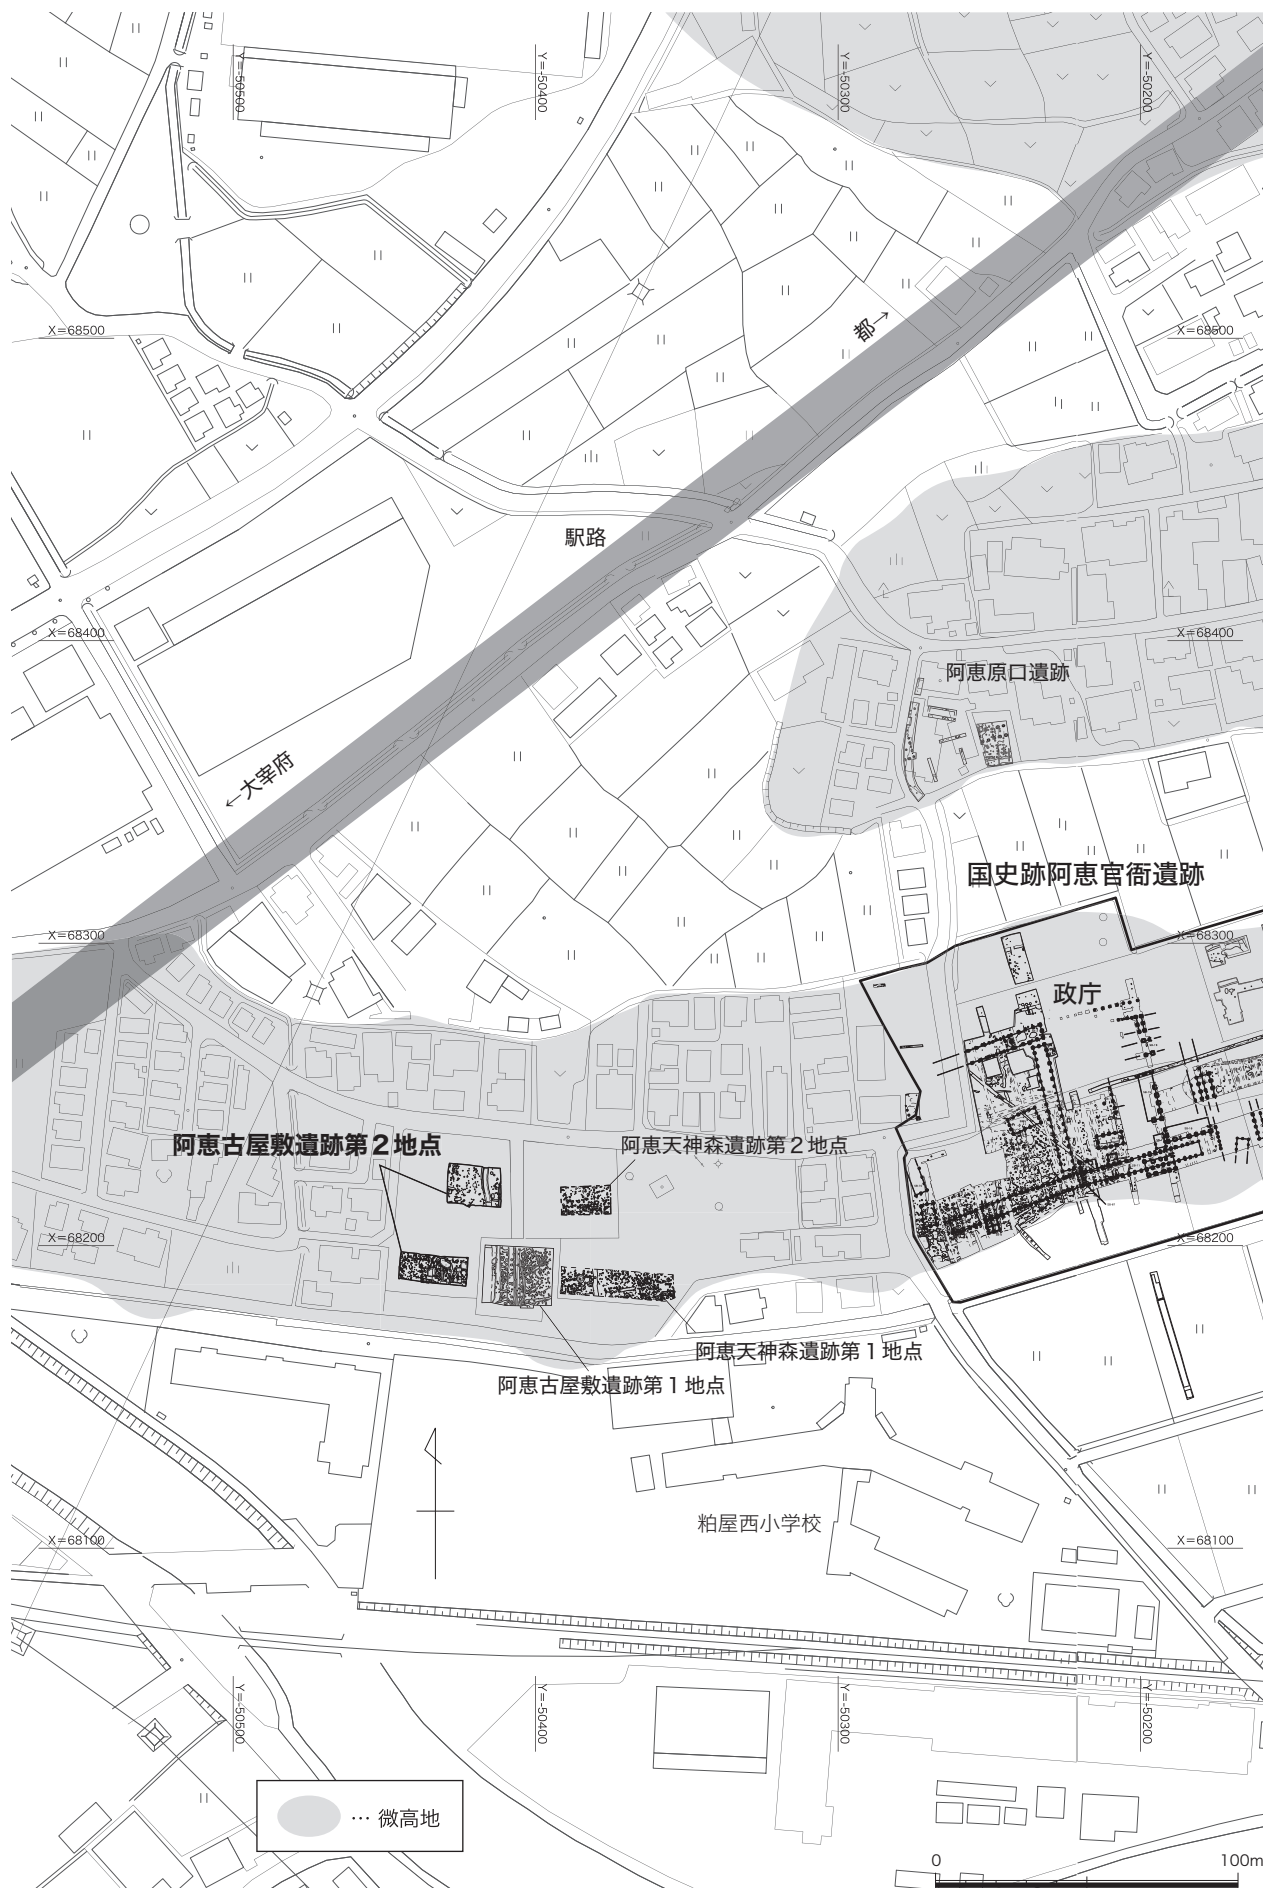 Y=-50500
Y=-50400
Y=-50300
Y=-50200
X=68500
X=68500
都→
駅路
X=68400
X=68400
阿恵原口遺跡
←大宰府
国史跡阿恵官衙遺跡
X=68300
X=68300
政庁
阿恵古屋敷遺跡第2地点
阿恵天神森遺跡第2地点
X=68200
X=68200
阿恵天神森遺跡第1地点
阿恵古屋敷遺跡第1地点
粕屋西小学校
X=68100
X=68100
Y=-50500
Y=-50400
Y=-50300
Y=-50200
… 微高地
0 100m